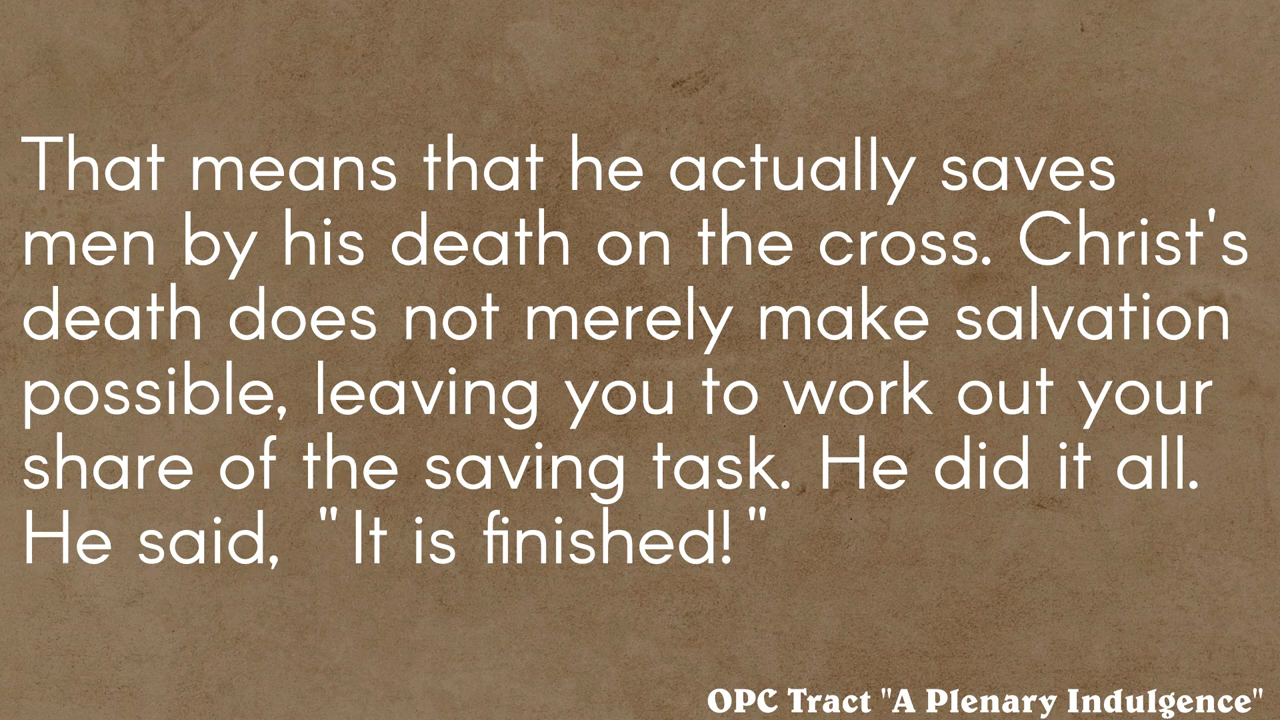 That means that he actually saves
men by his death on the cross. Christ's
death does not merely make salvation
possible, leaving you to work out your
share of the saving task. He did it all.
He said, "It is finished!"
OPC Tract "A Plenary Indulgence"